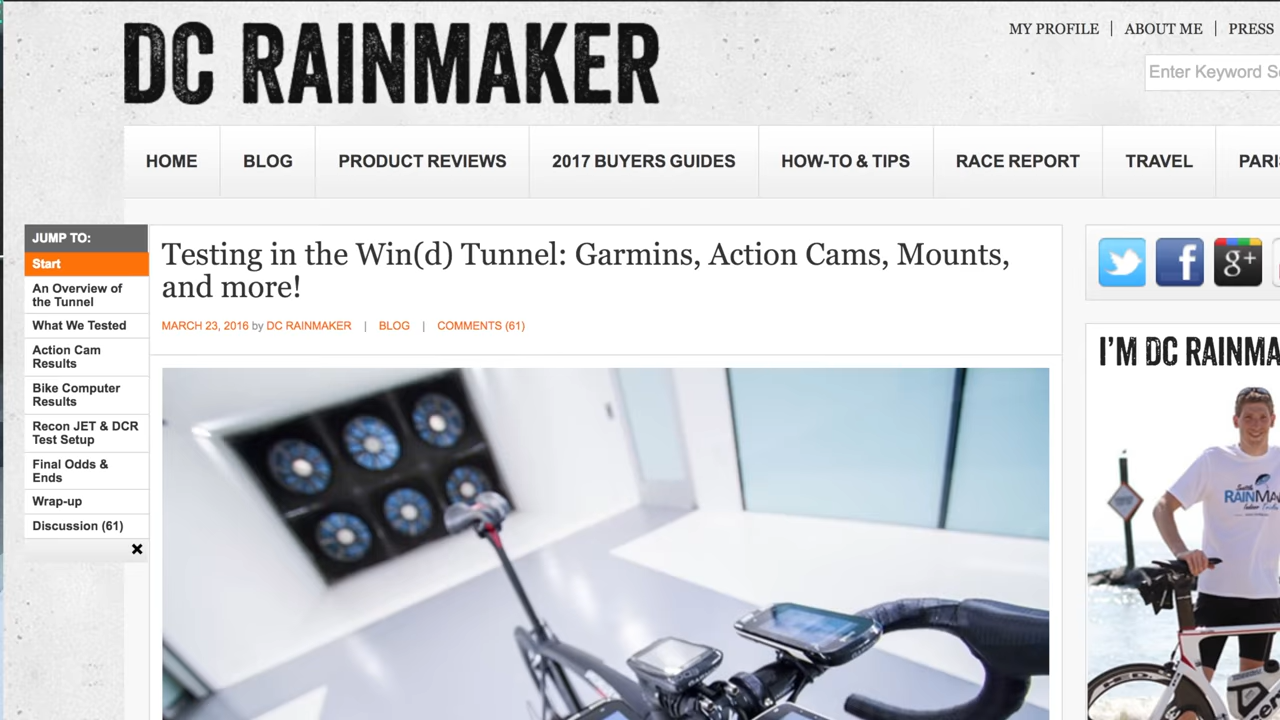 DC RAINMAKER
MY PROFILE | ABOUT ME | PRESS
Enter Keyword S
HOME
BLOG
PRODUCT REVIEWS
2017 BUYERS GUIDES
HOW-TO & TIPS
RACE REPORT
TRAVEL
PARI
JUMP TO:
Start
An Overview of
the Tunnel
What We Tested
Action Cam
Results
Bike Computer
Results
Recon JET & DCR
Test Setup
Final Odds &
Ends
Wrap-up
Discussion (61)
Testing in the Win(d) Tunnel: Garmins, Action Cams, Mounts,
and more!
MARCH 23, 2016 by DC RAINMAKER | BLOG | COMMENTS (61)
f
g+
I'M DC RAINMA
RAINMA